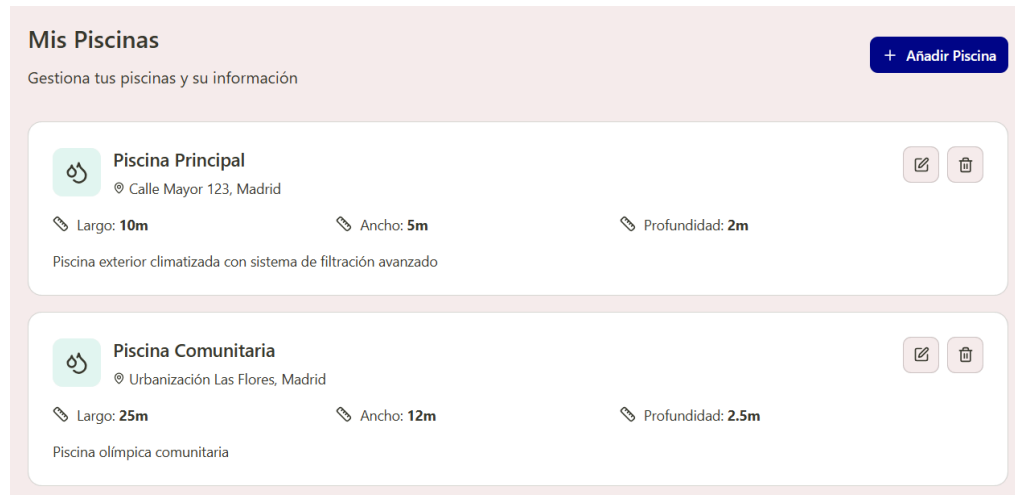 Mis Piscinas
Gestiona tus piscinas y su información
+ Añadir Piscina
Piscina Principal
Calle Mayor 123, Madrid
Largo: 10m Ancho: 5m Profundidad: 2m
Piscina exterior climatizada con sistema de filtración avanzado
Piscina Comunitaria
Urbanización Las Flores, Madrid
Largo: 25m Ancho: 12m Profundidad: 2.5m
Piscina olímpica comunitaria